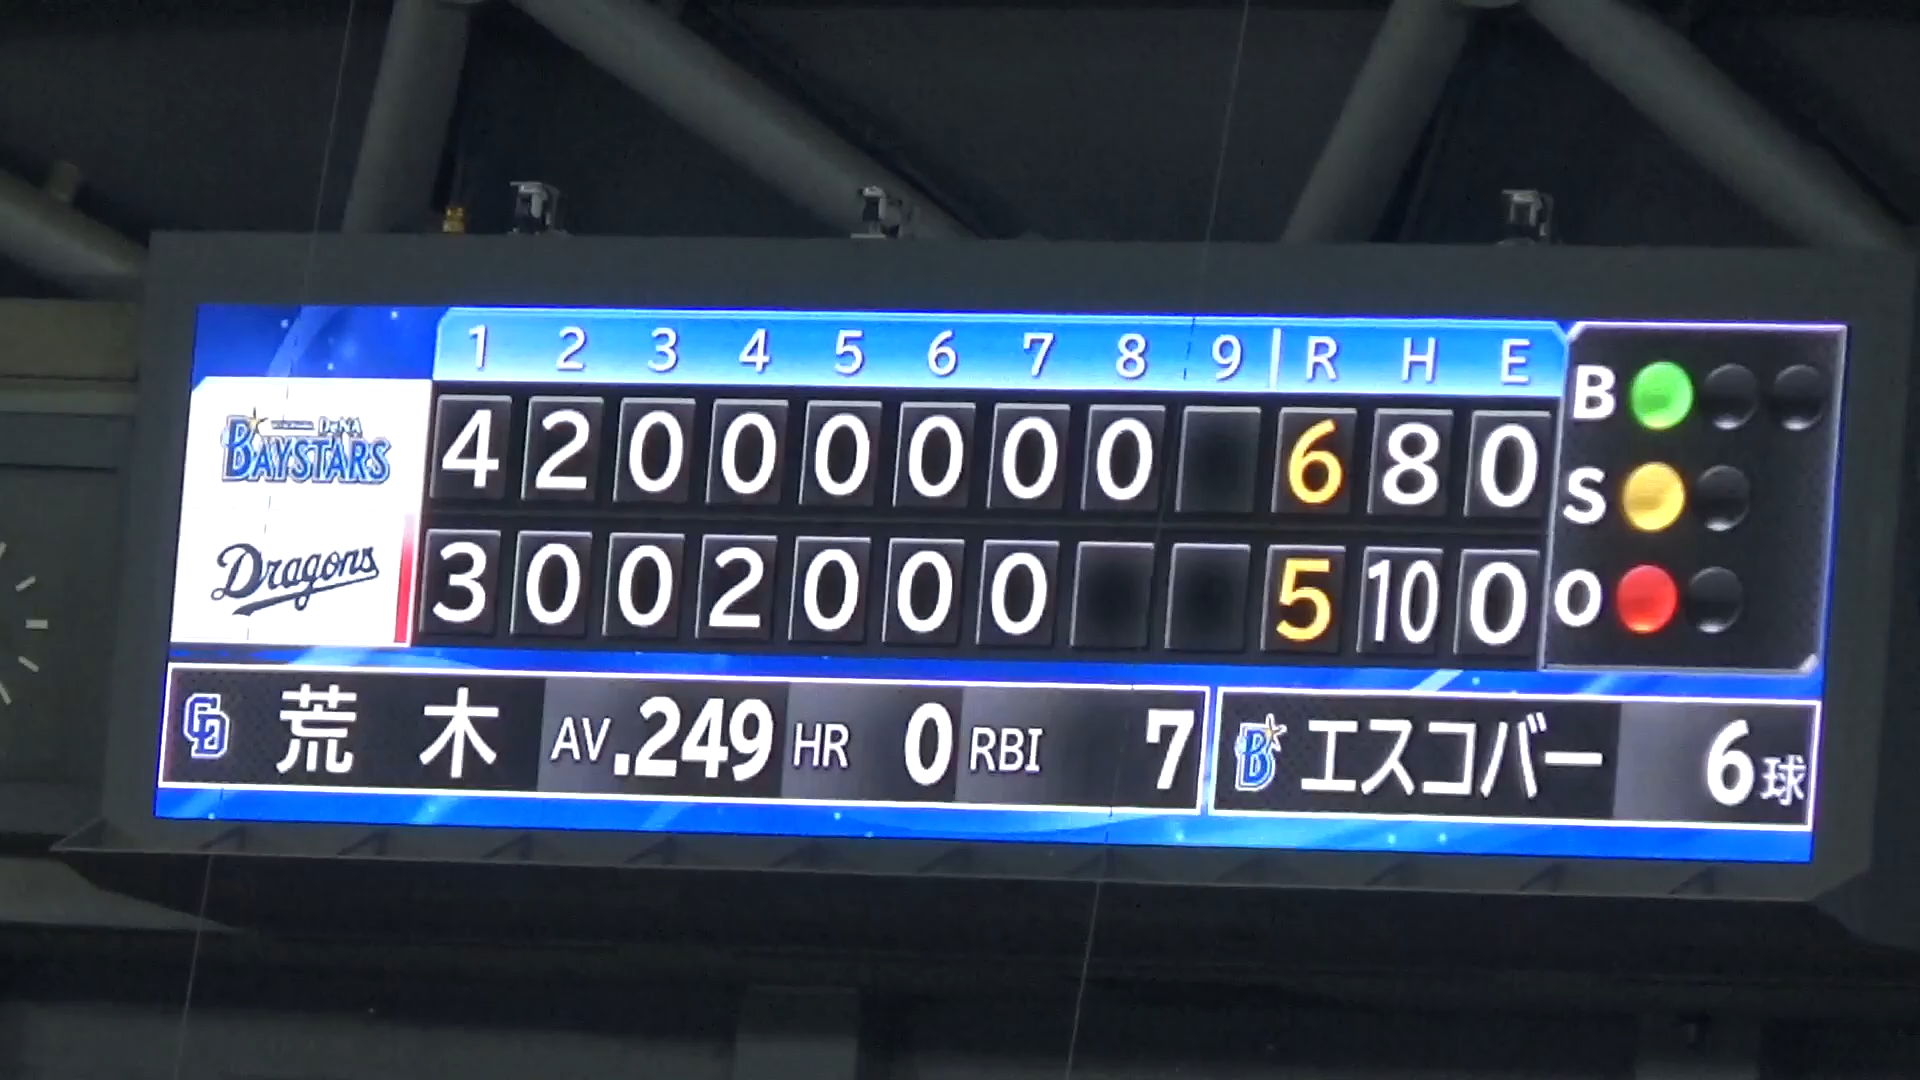 1 2 3 4 5 6 7 8 9 R H E
DeNA
BAYSTARS 4 2 0 0 0 0 0 0 6 8 0
Dragons 3 0 0 2 0 0 0 5 10 0
B
S
O
CD 荒木 AV .249 HR 0 RBI 7 B エスコバー 6球